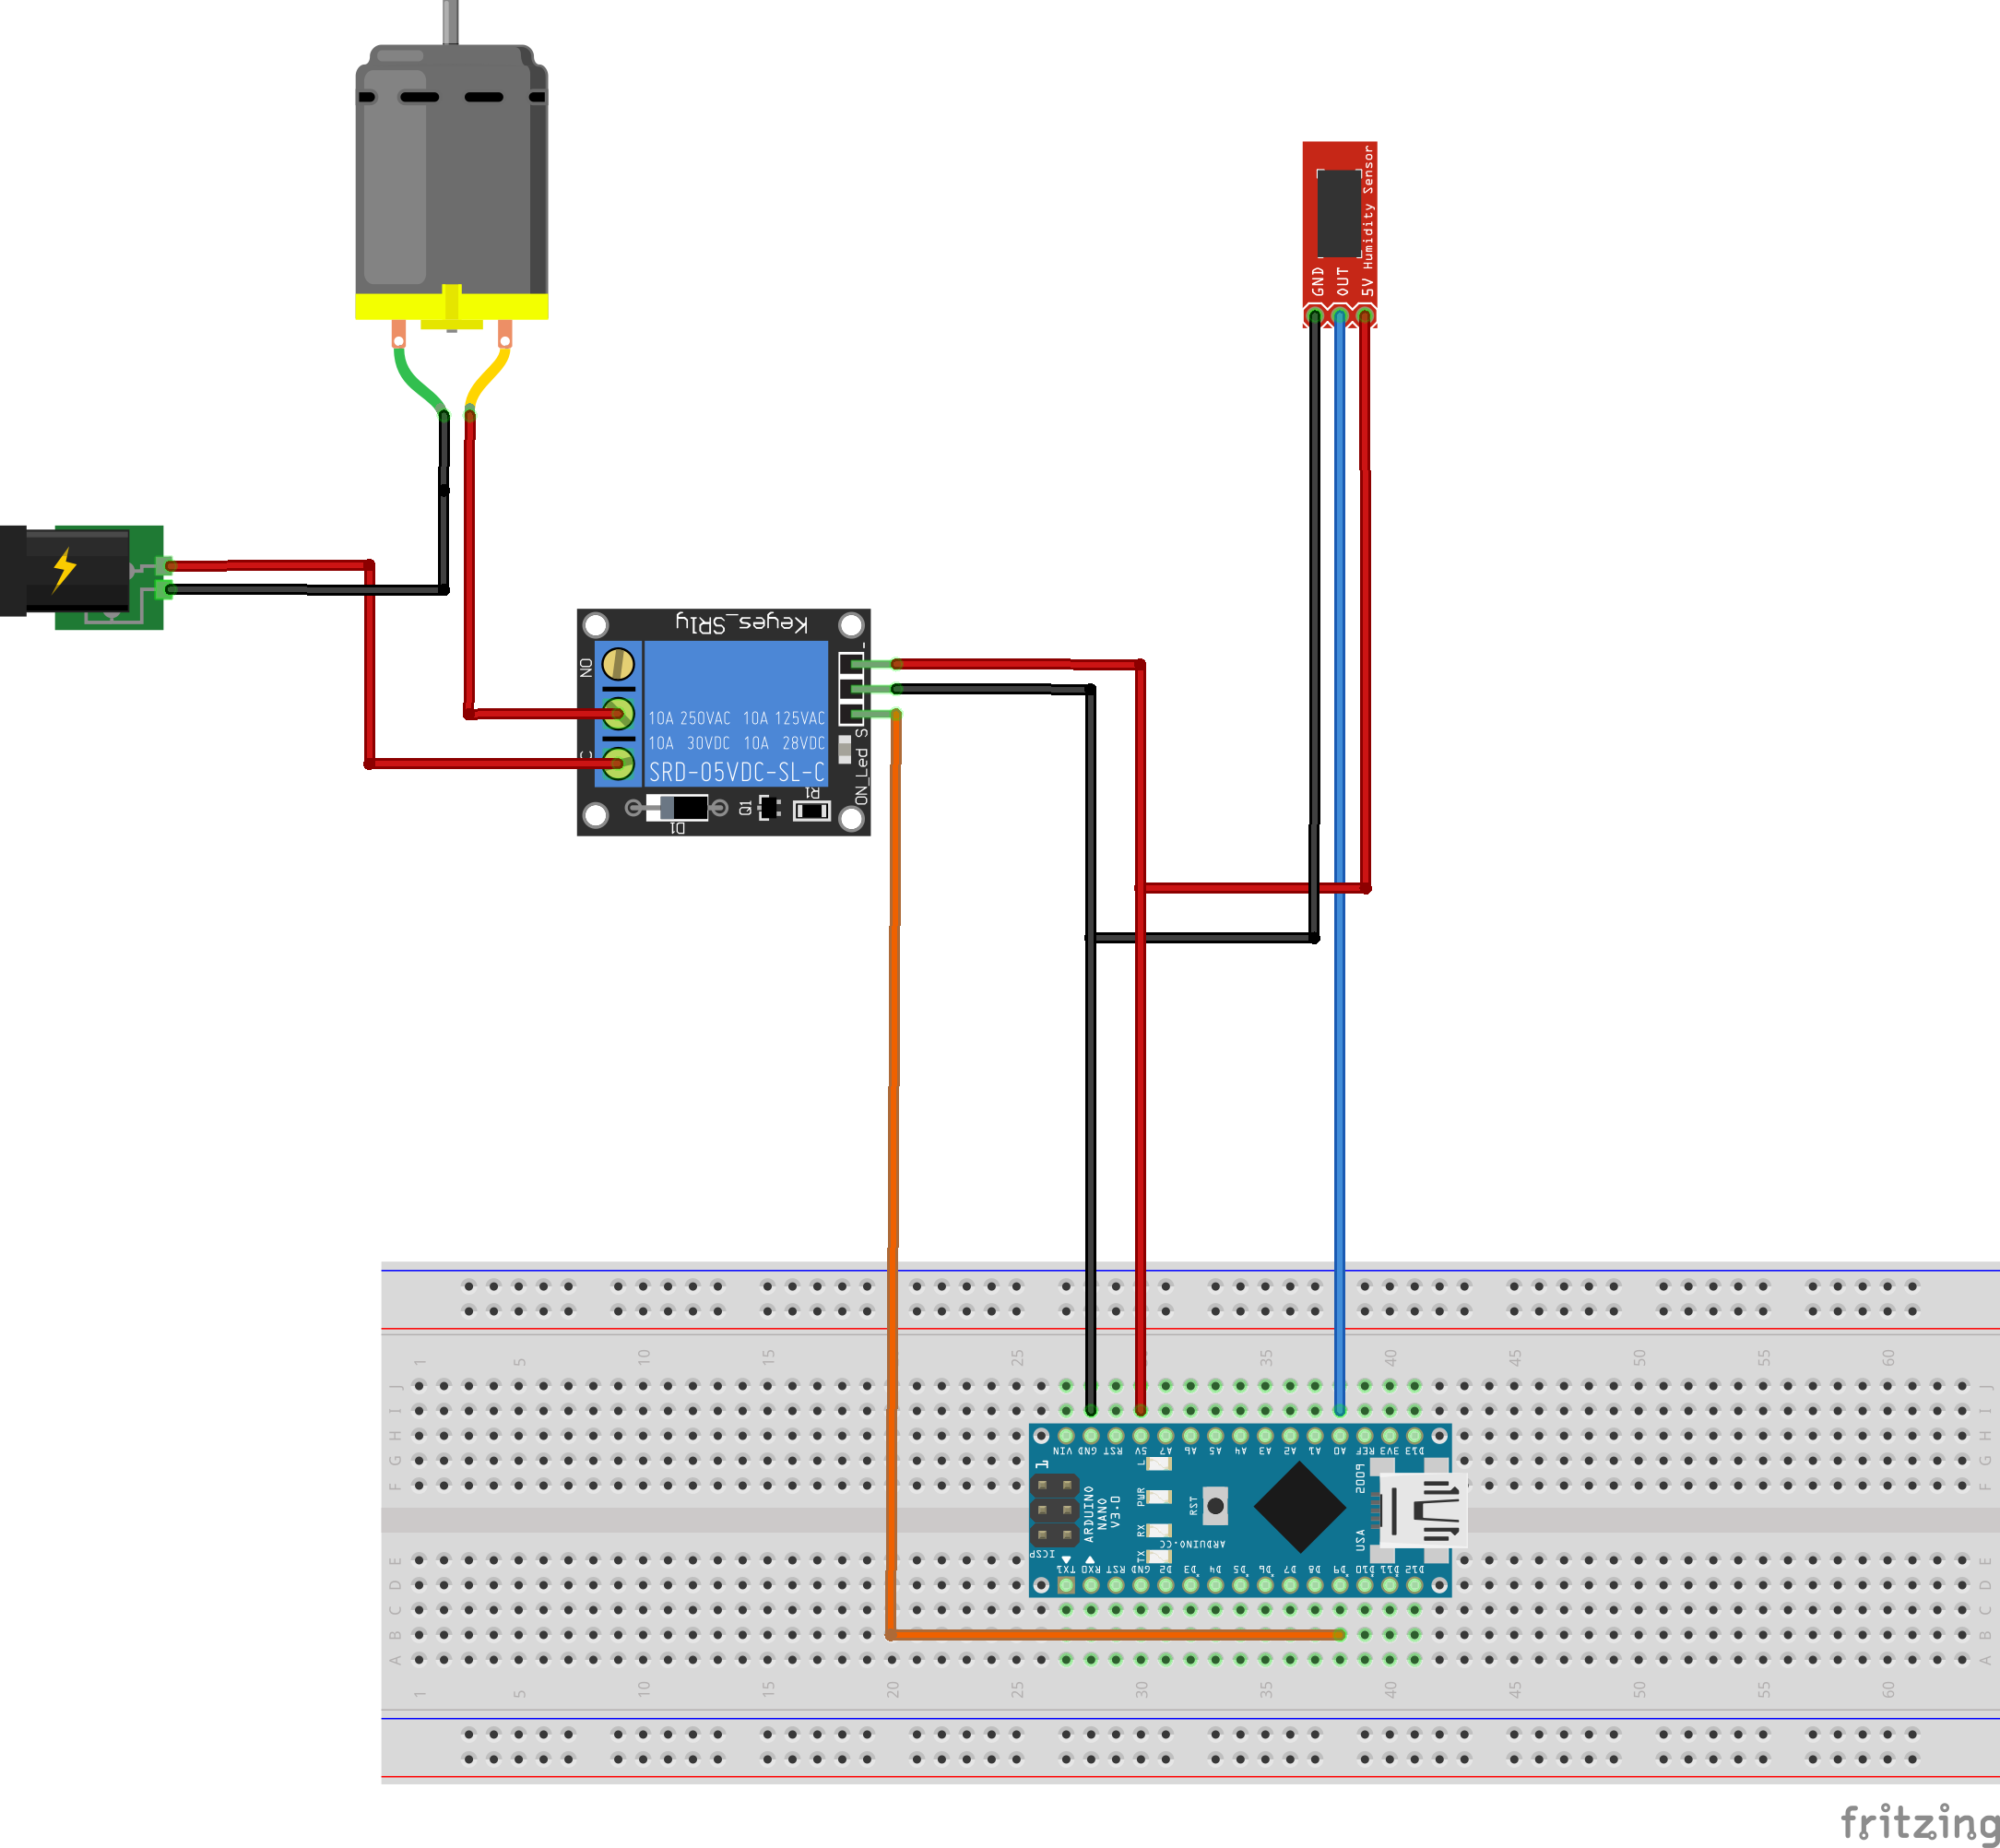 Humidity Sensor
GND
OUT
5V
Keyes_SR1y
NO
C
-
S
10A 250VAC 10A 125VAC
10A 30VDC 10A 28VDC
SRD-05VDC-SL-C
ON_Led
D1
Q1
R1
1 5 10 15 25 35 40 45 50 55 60
J J
I I
H H
G G
F F
VIN GND RST 5V A7 A6 A5 A4 A3 A2 A1 A0 REF 3V3 D13
L
PWR
RX
TX
RST
1
ARDUINO
NANO
V3.0
ICSP
ARDUINO.CC
2009
USA
TX1 RX0 RST GND D2 D3 D4 D5 D6 D7 D8 D9 D10 D11 D12
E E
D D
C C
B B
A A
1 5 10 15 20 25 30 35 40 45 50 55 60
fritzing